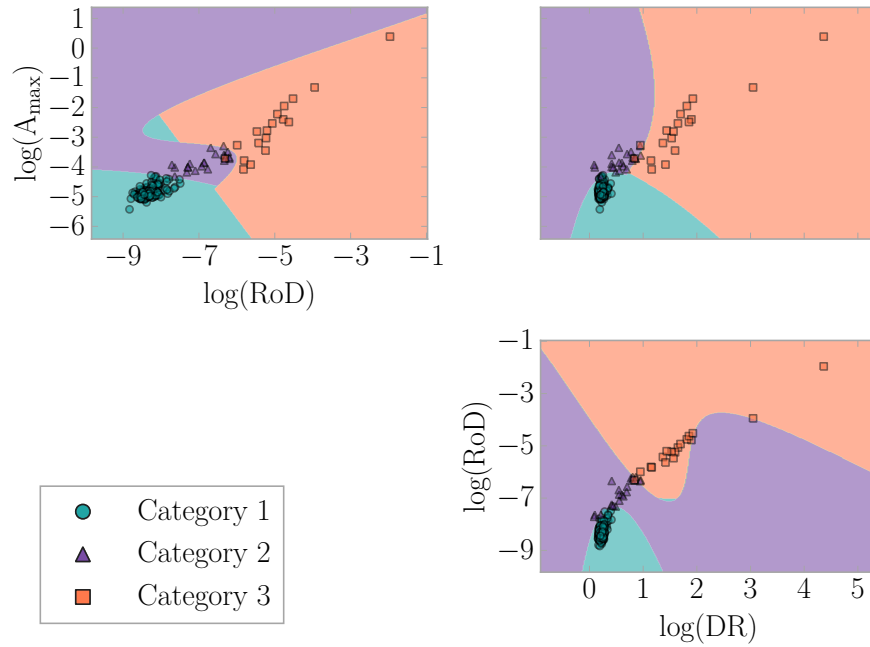 1
0
−1
−2
−3
−4
−5
−6
log(A_max)
−9 −7 −5 −3 −1
log(RoD)
−1
−3
−5
−7
−9
log(RoD)
0 1 2 3 4 5
log(DR)
Category 1
Category 2
Category 3